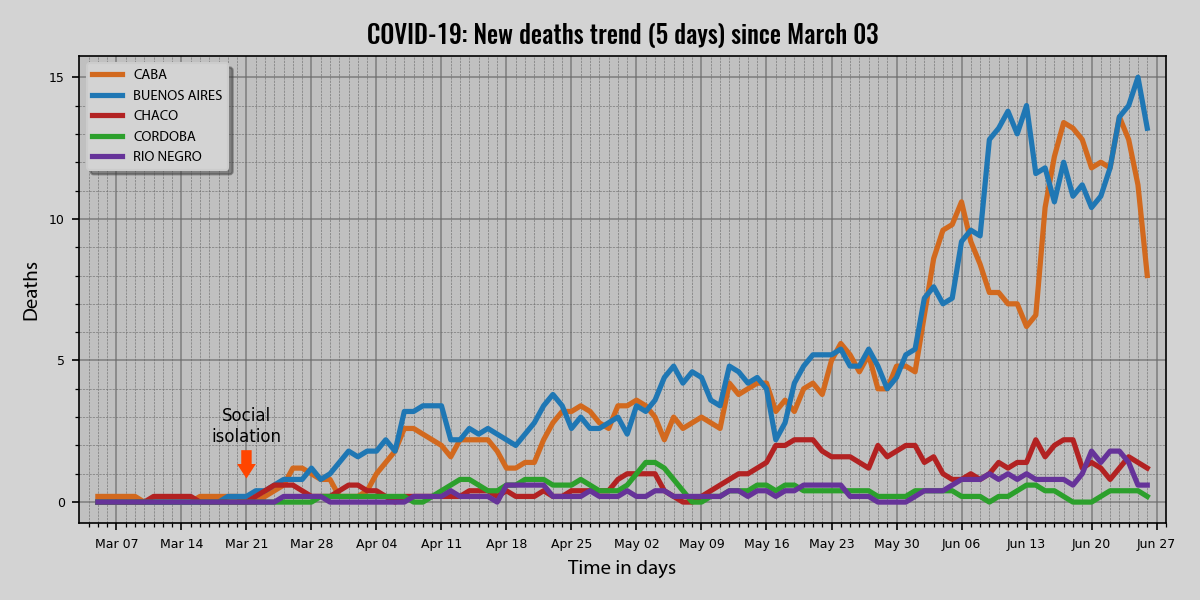 COVID-19: New deaths trend (5 days) since March 03
CABA
BUENOS AIRES
CHACO
CORDOBA
RIO NEGRO
15
10
5
0
Deaths
Social
isolation
Mar 07 Mar 14 Mar 21 Mar 28 Apr 04 Apr 11 Apr 18 Apr 25 May 02 May 09 May 16 May 23 May 30 Jun 06 Jun 13 Jun 20 Jun 27
Time in days